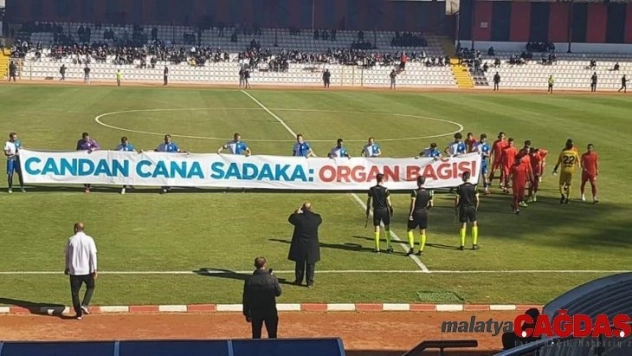 CANDAN CANA SADAKA: ORGAN BAĞIŞI
malatya ÇAĞDAŞ